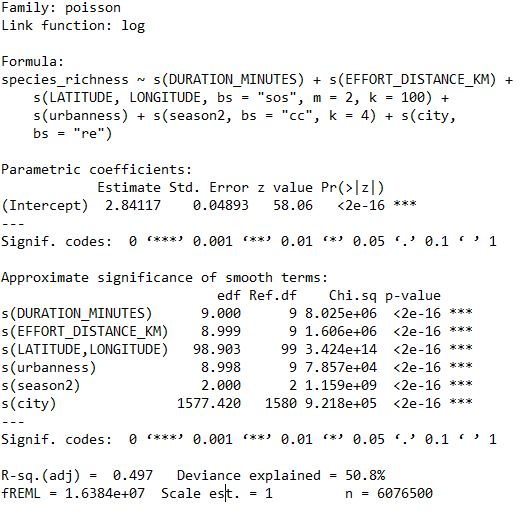 Family: poisson
Link function: log
Formula:
species_richness ~ s(DURATION_MINUTES) + s(EFFORT_DISTANCE_KM) +
s(LATITUDE, LONGITUDE, bs = "sos", m = 2, k = 100) +
s(urbanness) + s(season2, bs = "cc", k = 4) + s(city,
bs = "re")
Parametric coefficients:
Estimate Std. Error z value Pr(>|z|)
(Intercept) 2.84117 0.04893 58.06 <2e-16 ***
---
Signif. codes: 0 ‘***’ 0.001 ‘**’ 0.01 ‘*’ 0.05 ‘.’ 0.1 ‘ ’ 1
Approximate significance of smooth terms:
edf Ref.df Chi.sq p-value
s(DURATION_MINUTES) 9.000 9 8.025e+06 <2e-16 ***
s(EFFORT_DISTANCE_KM) 8.999 9 1.606e+06 <2e-16 ***
s(LATITUDE,LONGITUDE) 98.903 99 3.424e+14 <2e-16 ***
s(urbanness) 8.998 9 7.857e+04 <2e-16 ***
s(season2) 2.000 2 1.159e+09 <2e-16 ***
s(city) 1577.420 1580 9.218e+05 <2e-16 ***
---
Signif. codes: 0 ‘***’ 0.001 ‘**’ 0.01 ‘*’ 0.05 ‘.’ 0.1 ‘ ’ 1
R-sq.(adj) = 0.497 Deviance explained = 50.8%
fREML = 1.6384e+07 Scale est. = 1 n = 6076500